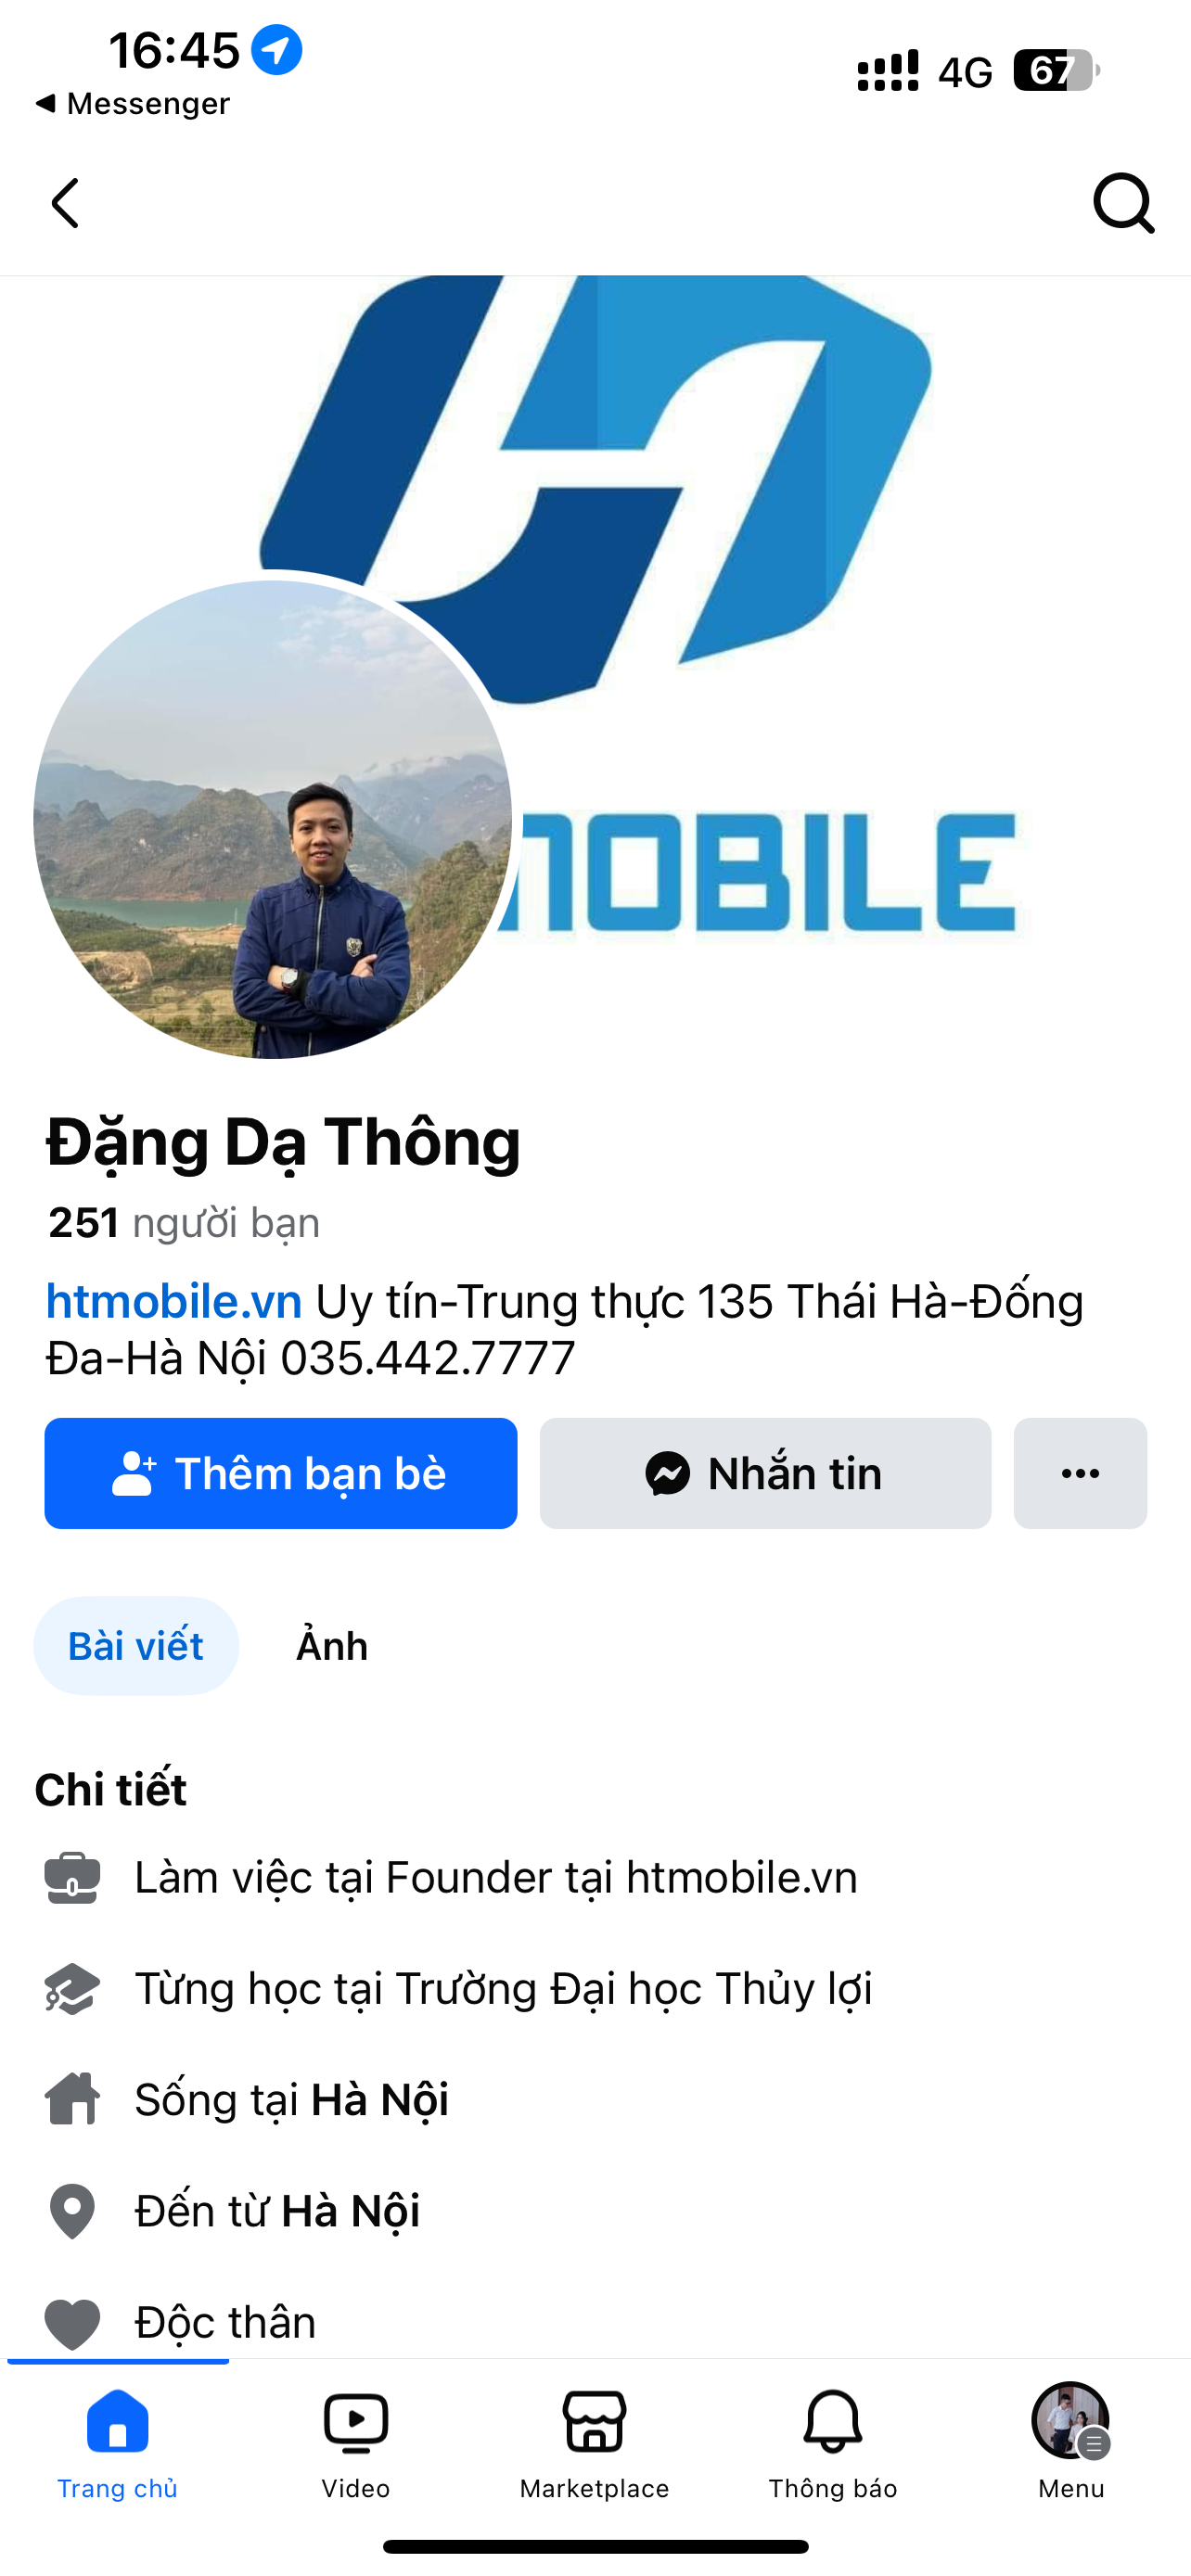 16:45
4G
67
Messenger
MOBILE
Đặng Dạ Thông
251 người bạn
htmobile.vn Uy tín-Trung thực 135 Thái Hà-Đống
Đa-Hà Nội 035.442.7777
Thêm bạn bè
Nhắn tin
Bài viết
Ảnh
Chi tiết
Làm việc tại Founder tại htmobile.vn
Từng học tại Trường Đại học Thủy lợi
Sống tại Hà Nội
Đến từ Hà Nội
Độc thân
Trang chủ
Video
Marketplace
Thông báo
Menu